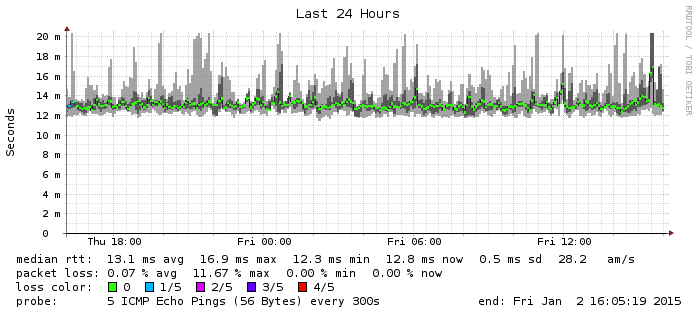 Last 24 Hours
RRDTOOL / TOBI OETIKER
Seconds
20 m
18 m
16 m
14 m
12 m
10 m
8 m
6 m
4 m
2 m
0
Thu 18:00 Fri 00:00 Fri 06:00 Fri 12:00
median rtt: 13.1 ms avg 16.9 ms max 12.3 ms min 12.8 ms now 0.5 ms sd 28.2 am/s
packet loss: 0.07 % avg 11.67 % max 0.00 % min 0.00 % now
loss color: 0 1/5 2/5 3/5 4/5
probe: 5 ICMP Echo Pings (56 Bytes) every 300s end: Fri Jan 2 16:05:19 2015